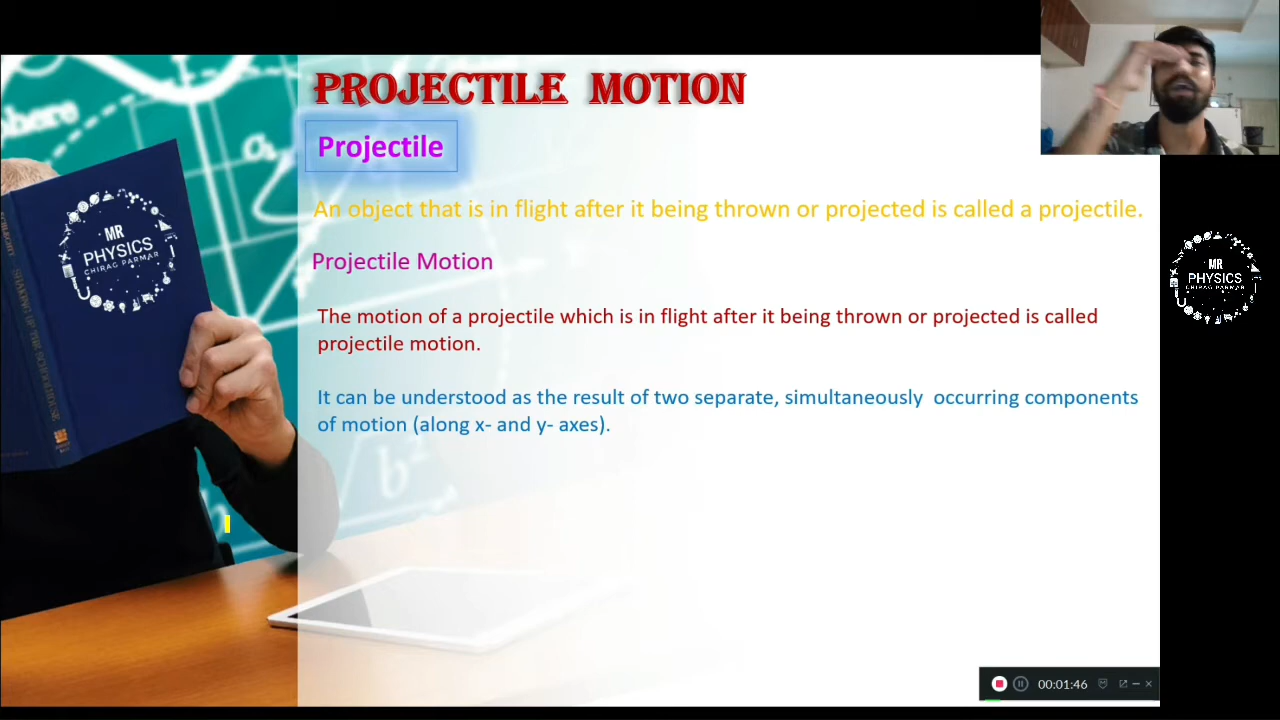 PROJECTILE MOTION
Projectile
An object that is in flight after it being thrown or projected is called a projectile.
Projectile Motion
The motion of a projectile which is in flight after it being thrown or projected is called
projectile motion.
It can be understood as the result of two separate, simultaneously occurring components
of motion (along x- and y- axes).
MR
PHYSICS
CHIRAG PARMAR
MR
PHYSICS
CHIRAG PARMAR
b²
00:01:46